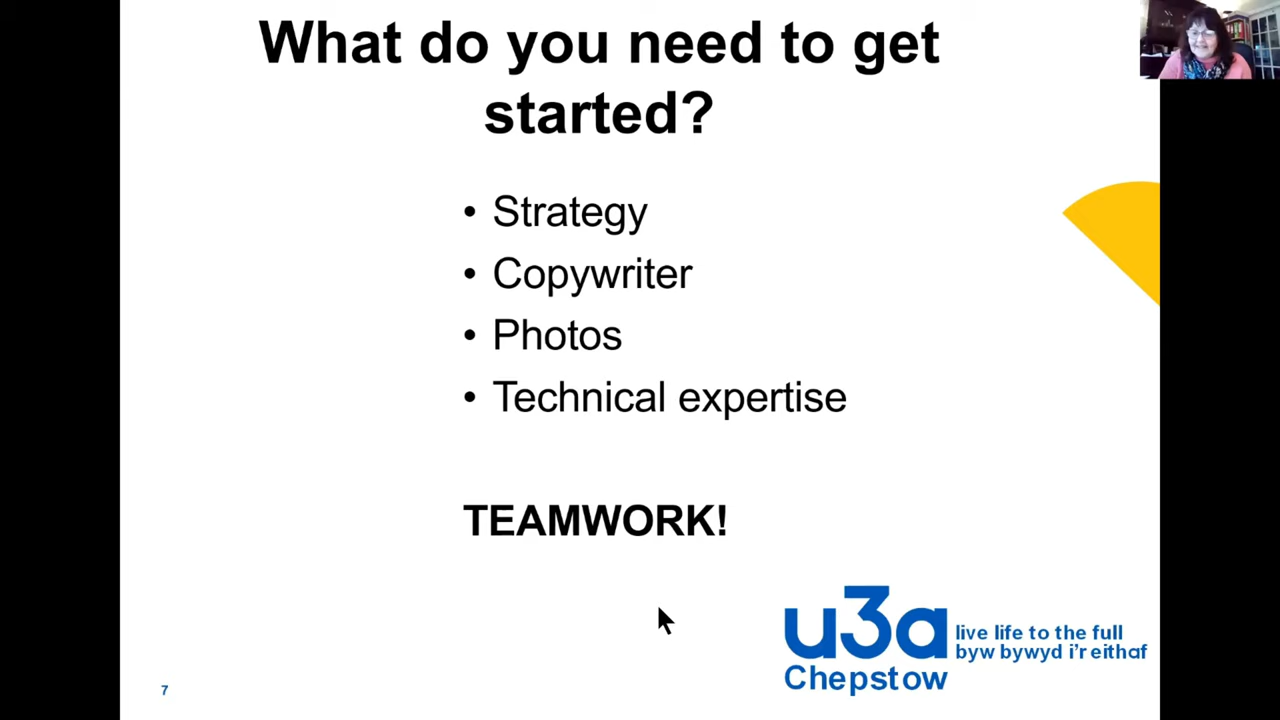 What do you need to get
started?
• Strategy
• Copywriter
• Photos
• Technical expertise
TEAMWORK!
u3a
live life to the full
byw bywyd i'r eithaf
Chepstow
7